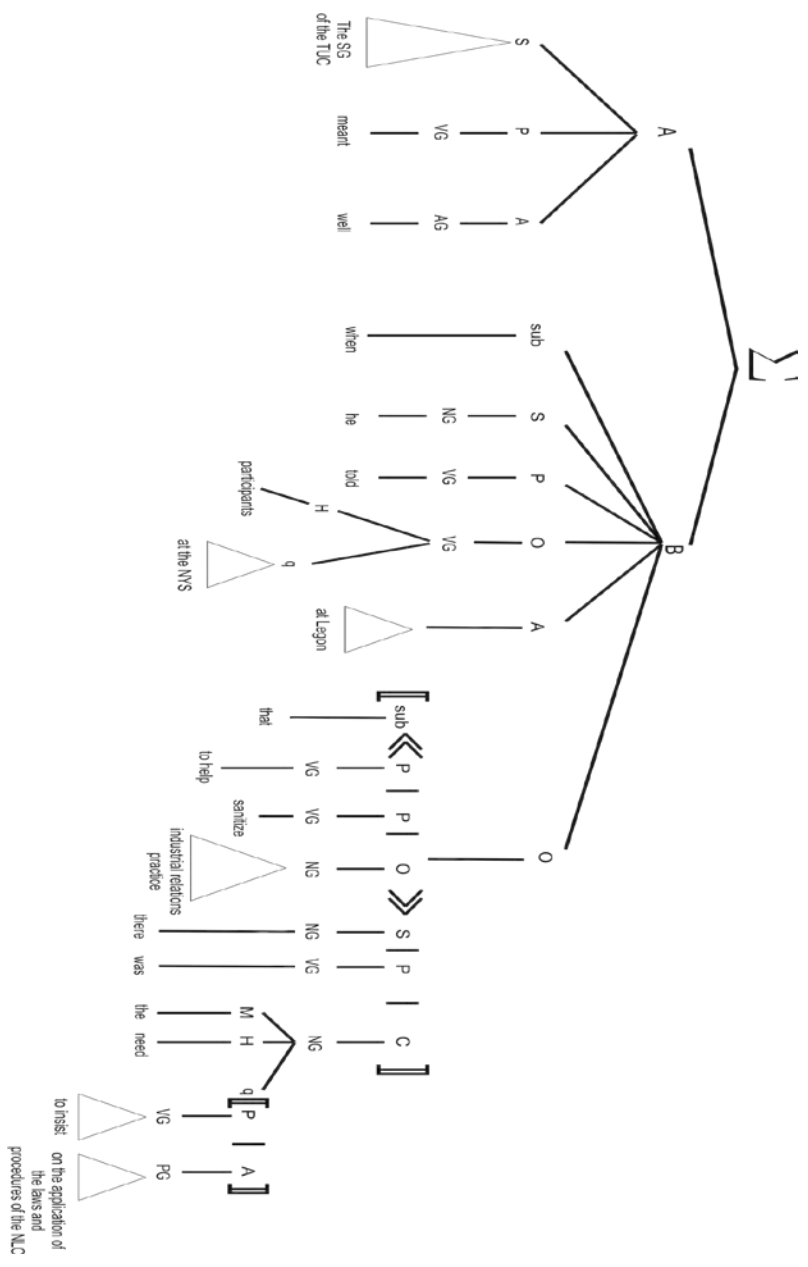 Σ
A B
S P A sub S P O A O
VG AG NG VG VG
[[ sub « P | P | O » S | P | C ]]
The SG
of the TUC
meant
well
when
he
told
H q
participants
at the NYS
at Legon
VG VG NG NG VG NG
that
to help
sanitize
industrial relations
practice
there
was
M H q [[ P | A ]]
the
need
VG PG
to insist
on the application of
the laws and
procedures of the NLC